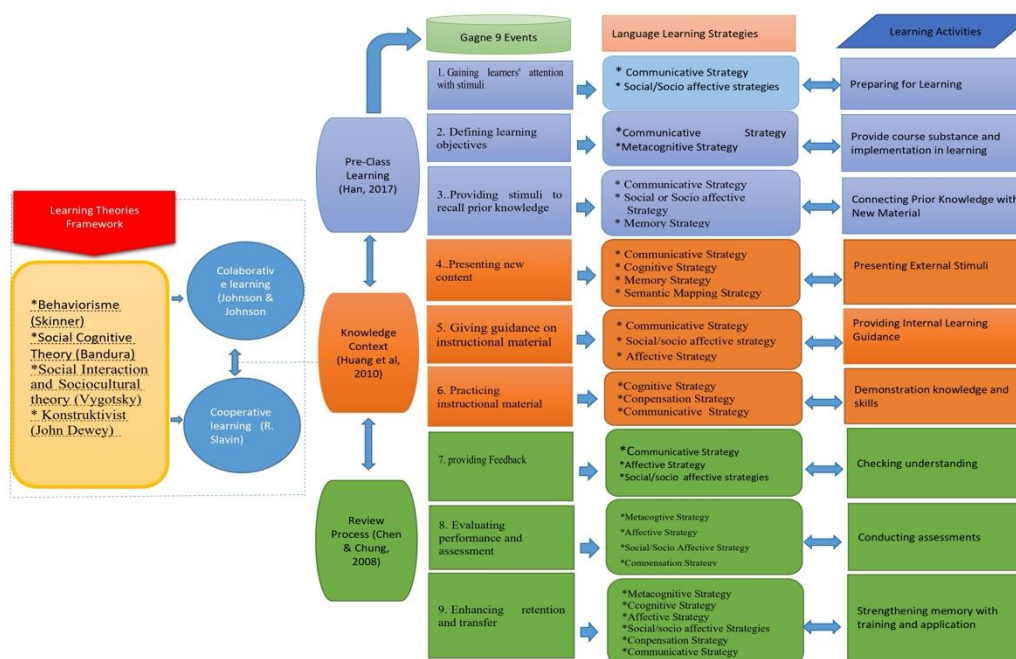 Gagne 9 Events
Language Learning Strategies
Learning Activities
Learning Theories
Framework
*Behaviorisme
(Skinner)
*Social Cognitive
Theory (Bandura)
*Social Interaction
and Sociocultural
theory (Vygotsky)
* Konstruktivist
(John Dewey)
Colaborativ
e learning
(Johnson &
Johnson
Cooperative
learning (R.
Slavin)
Pre-Class
Learning
(Han, 2017)
Knowledge
Context
(Huang et al,
2010)
Review
Process (Chen
& Chung,
2008)
1. Gaining learners' attention
with stimuli
* Communicative Strategy
* Social/Socio affective strategies
Preparing for Learning
2. Defining learning
objectives
*Communicative Strategy
*Metacognitive Strategy
Provide course substance and
implementation in learning
3..Providing stimuli to
recall prior knowledge
* Communicative Strategy
* Social or Socio affective
Strategy
* Memory Strategy
Connecting Prior Knowledge with
New Material
4..Presenting new
content
* Communicative Strategy
* Cognitive Strategy
* Memory Strategy
* Semantic Mapping Strategy
Presenting External Stimuli
5. Giving guidance on
instructional material
* Communicative Strategy
* Social/socio affective strategy
* Affective Strategy
Providing Internal Learning
Guidance
6. Practicing
instructional material
*Cognitive Strategy
*Conpensation Strategy
*Communicative Strategy
Demonstration knowledge and
skills
7. providing Feedback
*Communicative Strategy
*Affective Strategy
*Social/socio affective strategies
Checking understanding
8. Evaluating
performance and
assessment
*Metacogtive Strategy
*Affective Strategy
*Social/Socio Affective Strategy
*Compensation Strategy
Conducting assessments
9. Enhancing retention
and transfer
*Metacognitive Strategy
*Ccognitive Strategy
*Affective Strategy
*Social/socio affective Strategies
*Conpensation Strategy
*Communicative Strategy
Strengthening memory with
training and application